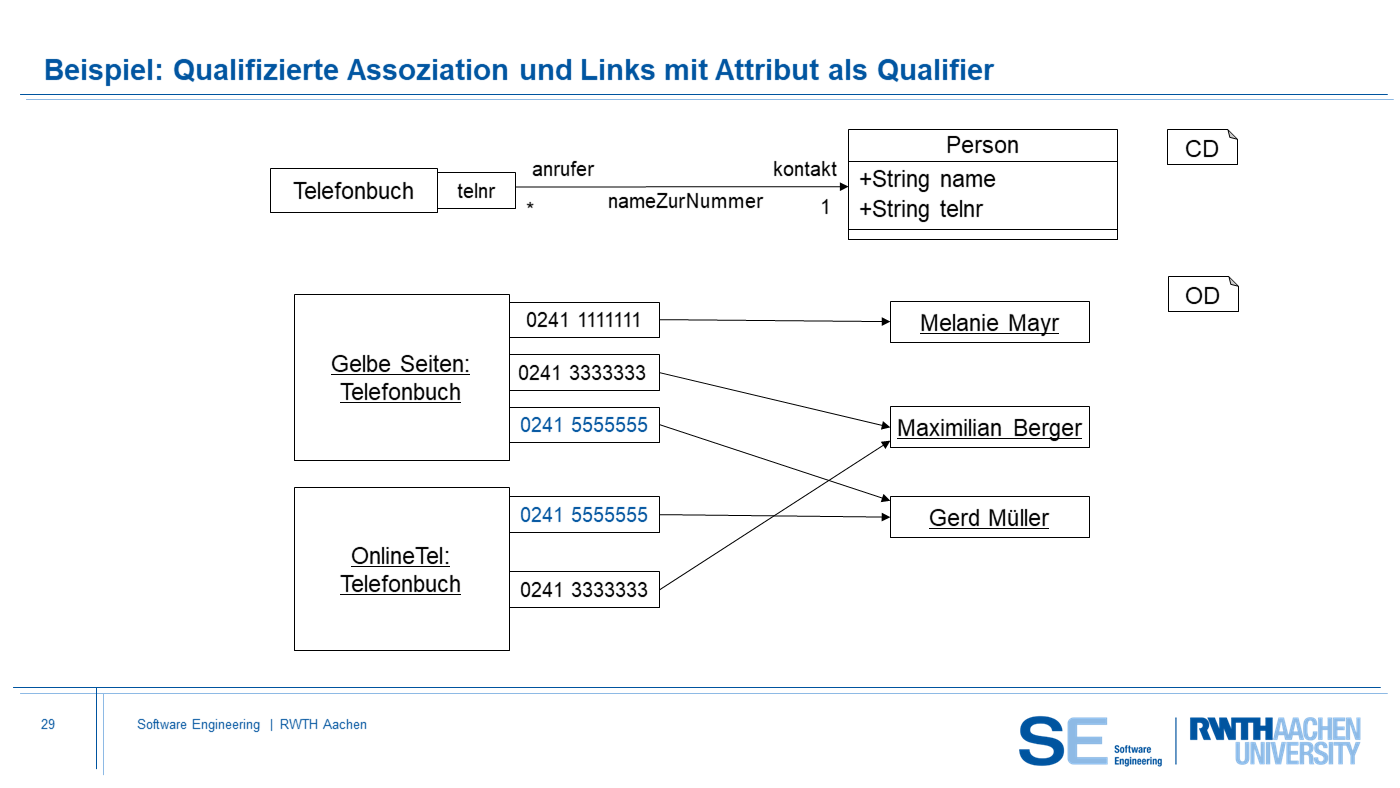 Beispiel: Qualifizierte Assoziation und Links mit Attribut als Qualifier
Telefonbuch
telnr
anrufer
*
nameZurNummer
kontakt
1
Person
+String name
+String telnr
CD
OD
Gelbe Seiten:
Telefonbuch
0241 1111111
0241 3333333
0241 5555555
Melanie Mayr
Maximilian Berger
Gerd Müller
OnlineTel:
Telefonbuch
0241 5555555
0241 3333333
29
Software Engineering | RWTH Aachen
SE
Software
Engineering
RWTHAACHEN
UNIVERSITY